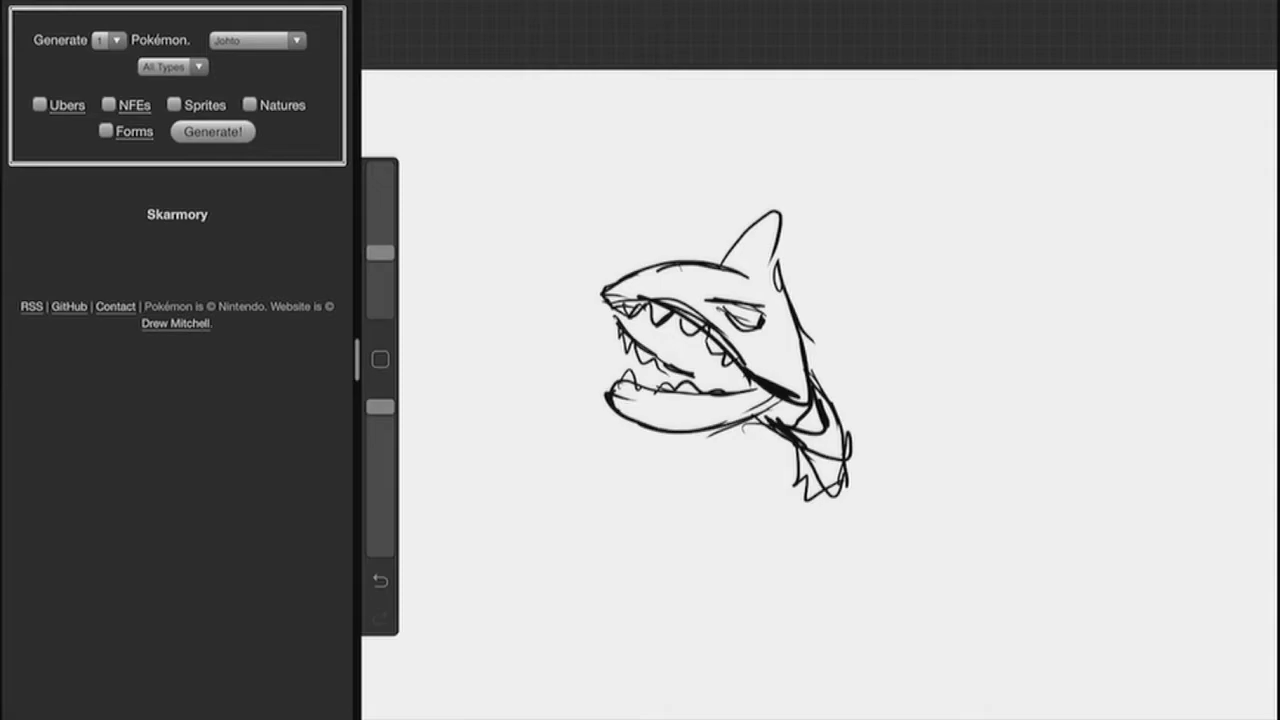 Generate 1 Pokémon. Johto
All Types
Ubers NFEs Sprites Natures
Forms Generate!
Skarmory
RSS | GitHub | Contact | Pokémon is © Nintendo. Website is ©
Drew Mitchell.